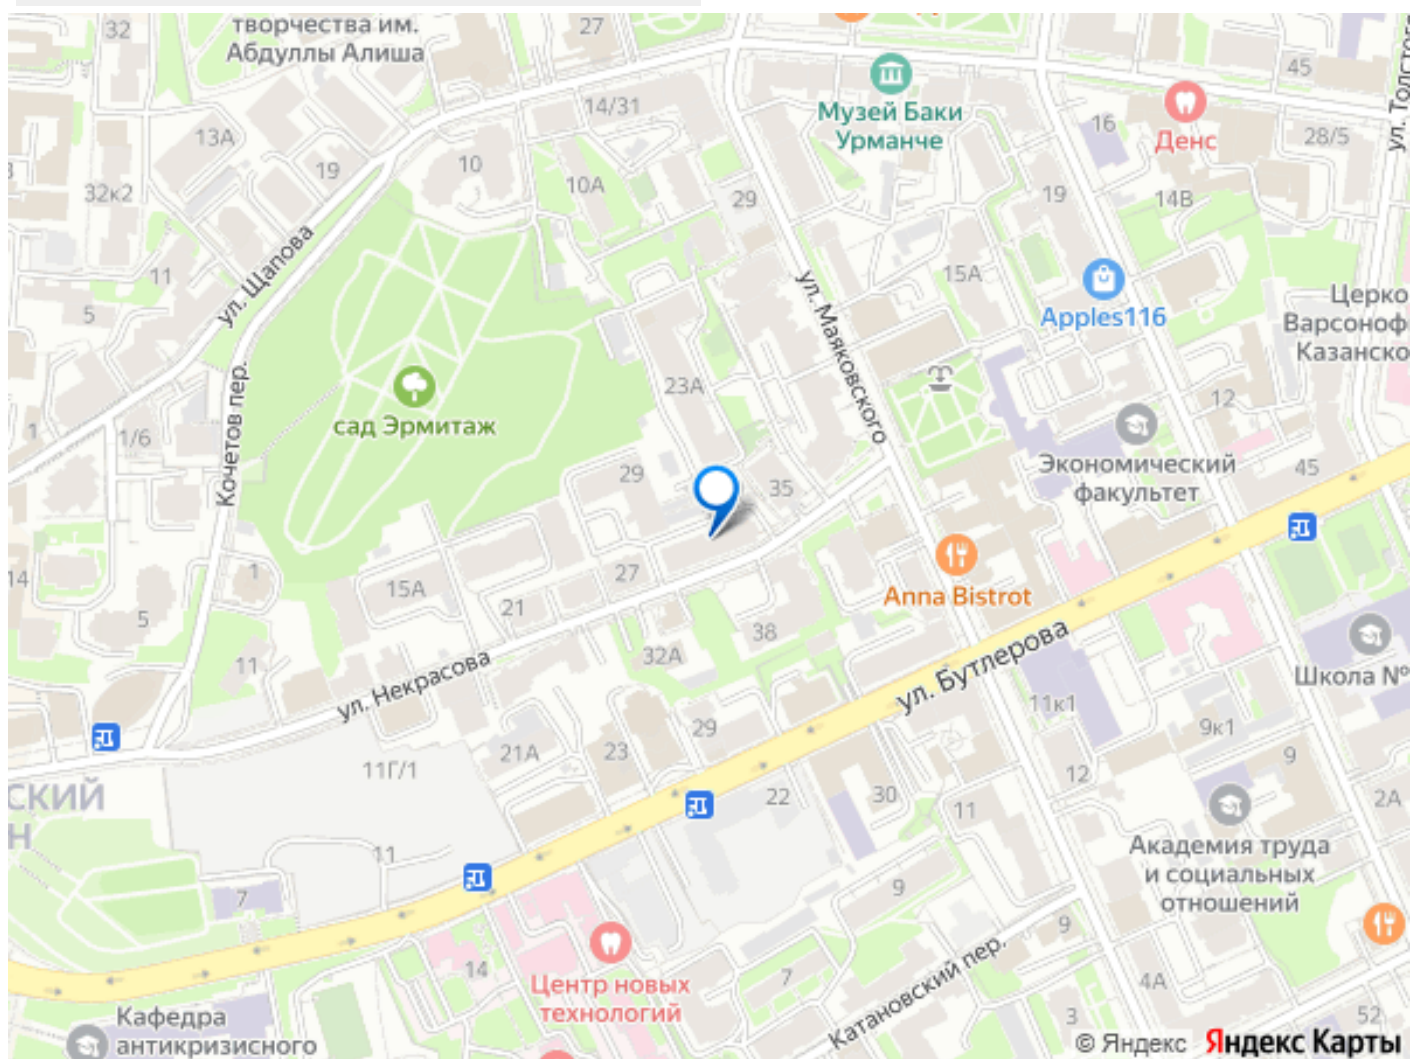 32
творчества им.
Абдуллы Алиша
27
Музей Баки
Урманче
45
ул. Толстого
14/31
13А
19
10
10А
29
16
Денс
28/5
32к2
19
14В
11
ул. Щапова
5
15А
ул. Маяковского
Apples116
Церко
Варсоноф
Казанско
23А
12
сад Эрмитаж
1
1/6
Кочетов пер.
29
35
Экономический
факультет
45
14
1
15А
27
21
5
38
Anna Bistrot
11
32А
ул. Некрасова
ул. Бутлерова
Школа №
11к1
9к1
29
21А
23
9
11Г/1
12
СКИЙ
Н
22
30
11
2А
11
Академия труда
и социальных
отношений
7
9
9
14
Центр новых
технологий
7
Катановский пер.
4А
3
52
Кафедра
антикризисного
© Яндекс Яндекс Карты